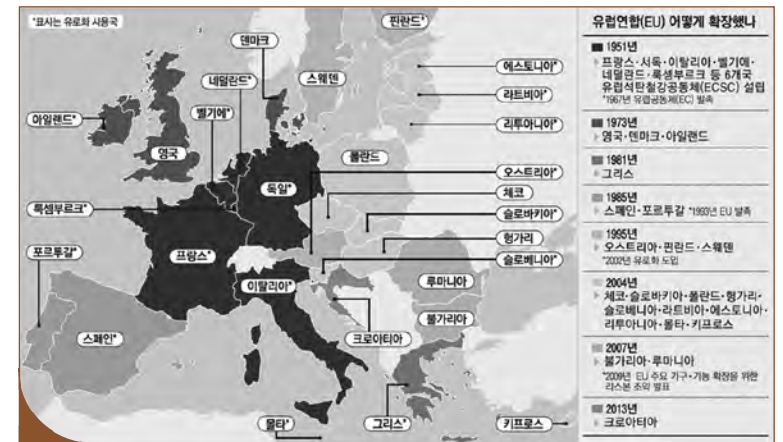 *표시는 유로화 사용국
핀란드*
덴마크
스웨덴
에스토니아*
네덜란드*
라트비아*
벨기에*
아일랜드*
리투아니아*
영국
폴란드
오스트리아*
독일*
체코
룩셈부르크*
슬로바키아*
헝가리
포르투갈*
프랑스*
슬로베니아*
이탈리아*
루마니아
불가리아
스페인*
크로아티아
몰타*
그리스*
키프로스
유럽연합(EU) 어떻게 확장했나
1951년
프랑스·서독·이탈리아·벨기에·
네덜란드·룩셈부르크 등 6개국
유럽석탄철강공동체(ECSC) 설립
*1967년 유럽공동체(EC) 발족
1973년
영국·덴마크·아일랜드
1981년
그리스
1985년
스페인·포르투갈 *1993년 EU 발족
1995년
오스트리아·핀란드·스웨덴
*2002년 유로화 도입
2004년
체코·슬로바키아·폴란드·헝가리·
슬로베니아·라트비아·에스토니아·
리투아니아·몰타·키프로스
2007년
불가리아·루마니아
*2009년 EU 주요 기구·기능 확장을 위한
리스본 조약 발표
2013년
크로아티아